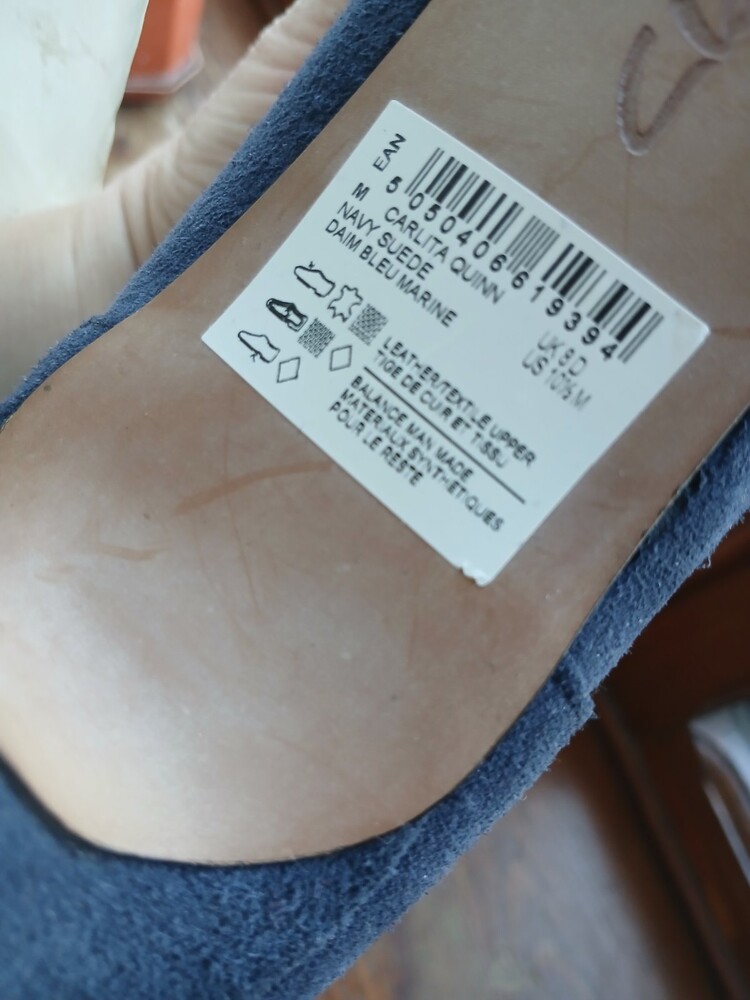 EAN
5 050406 619394
M CARLITA QUINN
NAVY SUEDE
DAIM BLEU MARINE
UK 8 D
US 10½ M
LEATHER/TEXTILE UPPER
TIGE DE CUIR ET TISSU
BALANCE MAN MADE
MATERIAUX SYNTHETIQUES
POUR LE RESTE